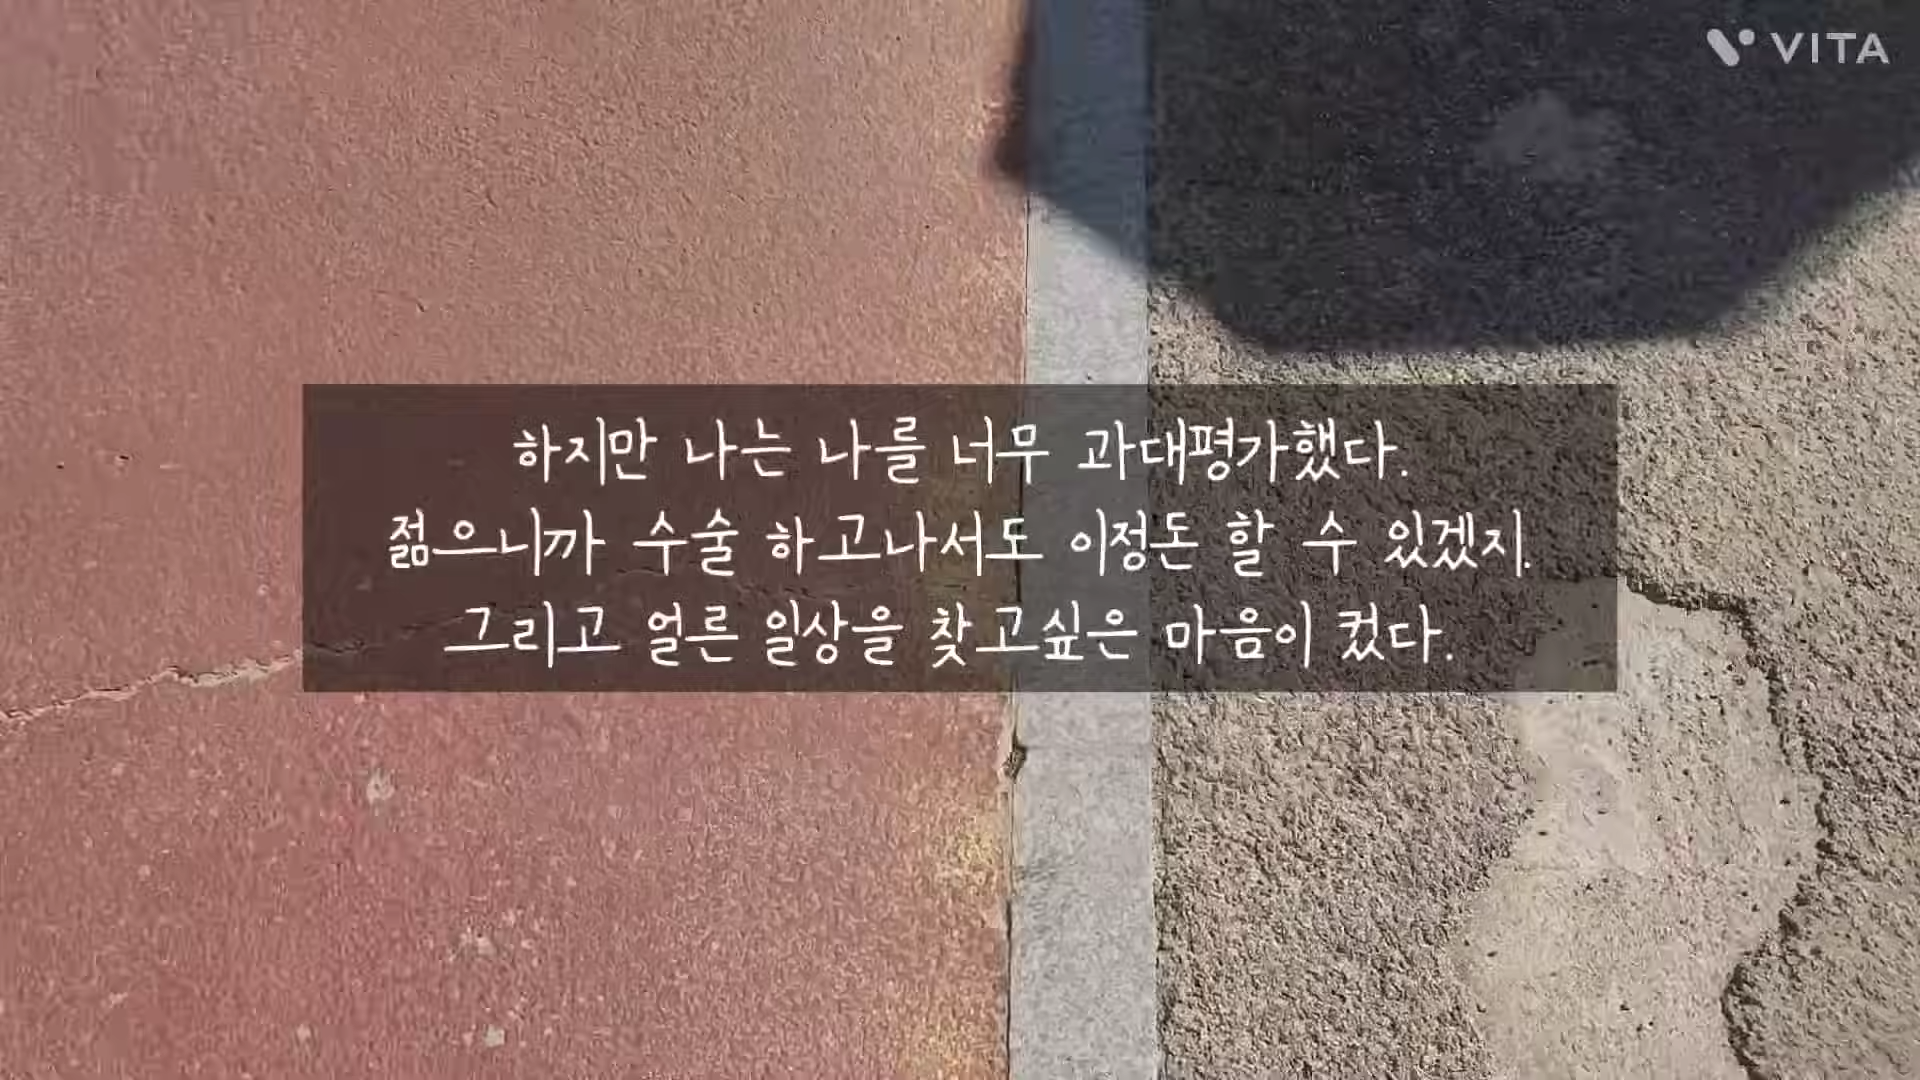 VITA
하지만 나는 나를 너무 과대평가했다.
젊으니까 수술 하고나서도 이정돈 할 수 있겠지.
그리고 얼른 일상을 찾고싶은 마음이 컸다.